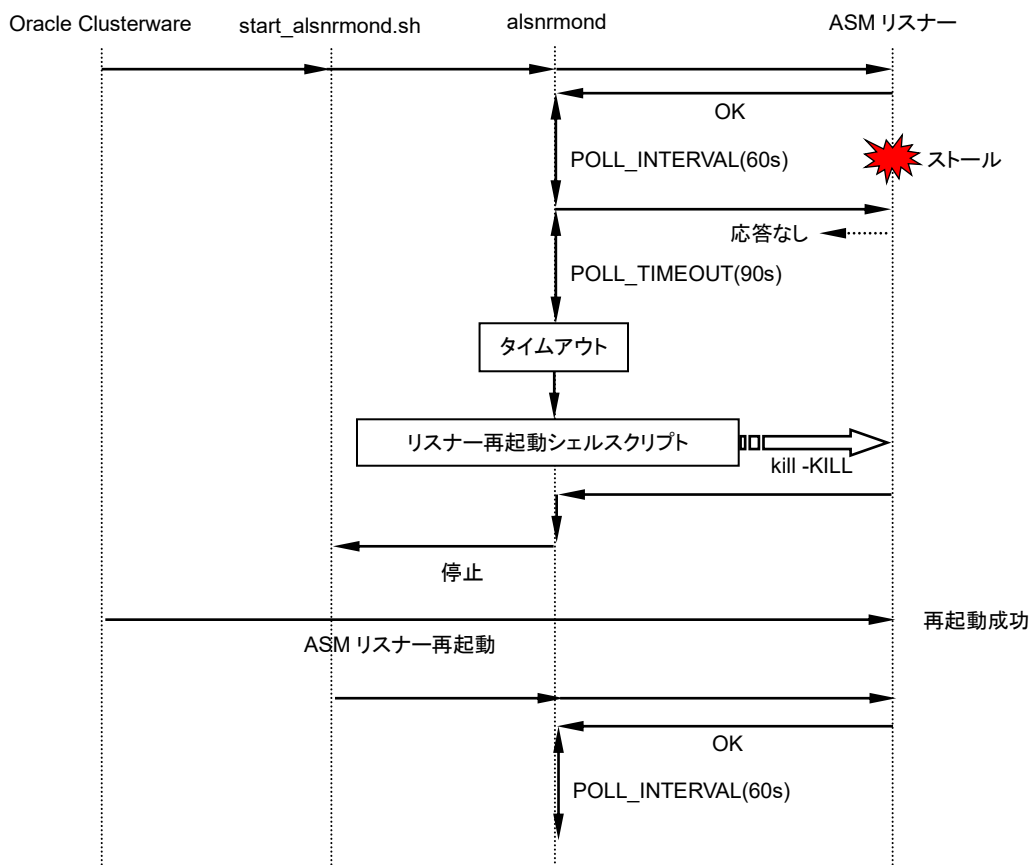 Oracle Clusterware
start_alsnrmond.sh
alsnrmond
ASM リスナー
OK
POLL_INTERVAL(60s)
ストール
応答なし
POLL_TIMEOUT(90s)
タイムアウト
リスナー再起動シェルスクリプト
kill -KILL
停止
再起動成功
ASM リスナー再起動
OK
POLL_INTERVAL(60s)